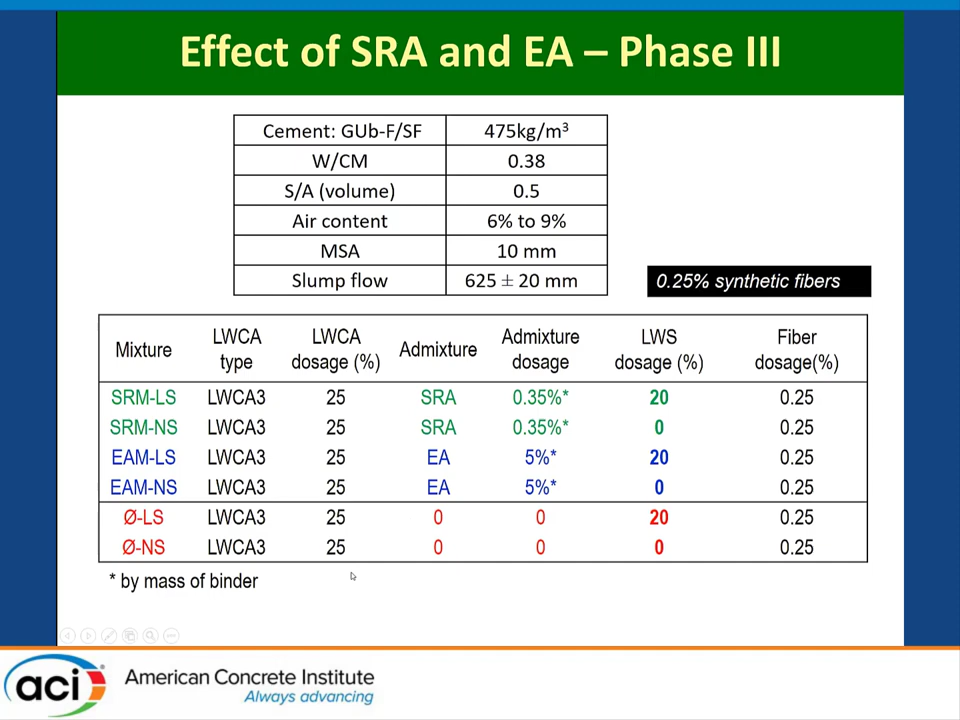 Effect of SRA and EA – Phase III
Cement: GUb-F/SF 475kg/m³
W/CM 0.38
S/A (volume) 0.5
Air content 6% to 9%
MSA 10 mm
Slump flow 625 ± 20 mm
0.25% synthetic fibers
Mixture LWCA type LWCA dosage (%) Admixture Admixture dosage LWS dosage (%) Fiber dosage(%)
SRM-LS LWCA3 25 SRA 0.35%* 20 0.25
SRM-NS LWCA3 25 SRA 0.35%* 0 0.25
EAM-LS LWCA3 25 EA 5%* 20 0.25
EAM-NS LWCA3 25 EA 5%* 0 0.25
Ø-LS LWCA3 25 0 0 20 0.25
Ø-NS LWCA3 25 0 0 0 0.25
* by mass of binder
aci American Concrete Institute
Always advancing